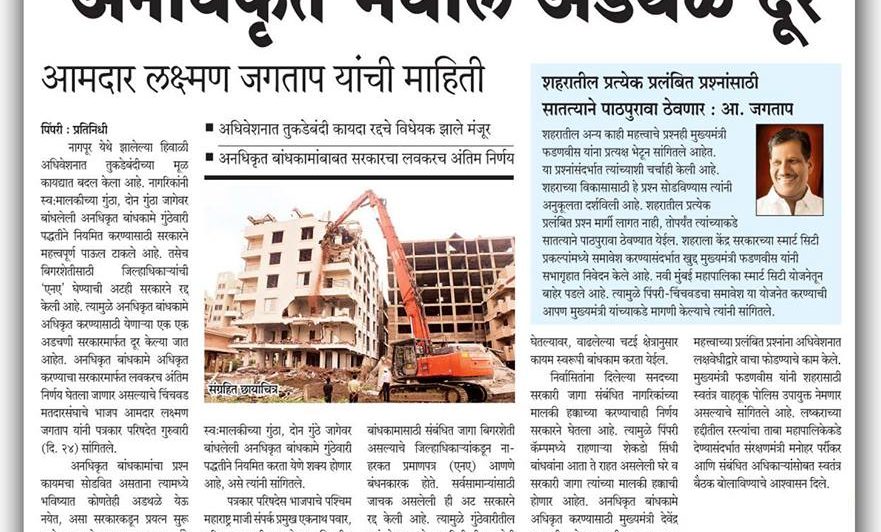 आमदार लक्ष्मण जगताप यांची माहिती
पिंपरी : प्रतिनिधी
नागपूर येथे झालेल्या हिवाळी
अधिवेशनात तुकडेबंदीच्या मूळ
कायद्यात बदल केला आहे. नागरिकांनी
स्व:मालकीच्या गुंठा, दोन गुंठा जागेवर
बांधलेली अनधिकृत बांधकामे गुंठेवारी
पद्धतीने नियमित करण्यासाठी सरकारने
महत्त्वपूर्ण पाऊल टाकले आहे. तसेच
बिगरशेतीसाठी जिल्हाधिकाऱ्यांची
'एनए' घेण्याची अटही सरकारने रद्द
केली आहे. त्यामुळे अनधिकृत बांधकामे
अधिकृत करण्यासाठी येणाऱ्या एक एक
अडचणी सरकारमार्फत दूर केल्या जात
आहेत. अनधिकृत बांधकामे अधिकृत
करण्याचा सरकारमार्फत लवकरच अंतिम
निर्णय घेतला जाणार असल्याचे चिंचवड
मतदारसंघाचे भाजप आमदार लक्ष्मण
जगताप यांनी पत्रकार परिषदेत गुरुवारी
(दि. २४) सांगितले.
अनधिकृत बांधकामांचा प्रश्न
कायमचा सोडवित असताना त्यामध्ये
भविष्यात कोणतेही अडथळे येऊ
नयेत, असा सरकारकडून प्रयत्न सुरू
■ अधिवेशनात तुकडेबंदी कायदा रद्दचे विधेयक झाले मंजूर
■ अनधिकृत बांधकामांबाबत सरकारचा लवकरच अंतिम निर्णय
संग्रहित छायाचित्र
स्व:मालकीच्या गुंठा, दोन गुंठे जागेवर
बांधलेली अनधिकृत बांधकामे गुंठेवारी
पद्धतीने नियमित करता येणे शक्य होणार
आहे, असे त्यांनी सांगितले.
पत्रकार परिषदेस भाजपाचे पश्चिम
महाराष्ट्र माजी संपर्क प्रमुख एकनाथ पवार,
बांधकामासाठी संबंधित जागा बिगरशेती
असल्याचे जिल्हाधिकाऱ्यांकडून ना-
हरकत प्रमाणपत्र (एनए) आणणे
बंधनकारक होते. सर्वसामान्यांसाठी
जाचक असलेली ही अट सरकारने
रद्द केली आहे. त्यामुळे गुंठेवारीतील
शहरातील प्रत्येक प्रलंबित प्रश्नांसाठी
सातत्याने पाठपुरावा ठेवणार : आ. जगताप
शहरातील अन्य काही महत्त्वाचे प्रश्नही मुख्यमंत्री
फडणवीस यांना प्रत्यक्ष भेटून सांगितले आहेत.
या प्रश्नांसंदर्भात त्यांच्याशी चर्चाही केली आहे.
शहराच्या विकासासाठी हे प्रश्न सोडविण्यास त्यांनी
अनुकूलता दर्शविली आहे. शहरातील प्रत्येक
प्रलंबित प्रश्न मार्गी लागत नाही, तोपर्यंत त्यांच्याकडे
सातत्याने पाठपुरावा ठेवण्यात येईल. शहराला केंद्र सरकारच्या स्मार्ट सिटी
प्रकल्पांमध्ये समावेश करण्यासंर्भात खुद्द मुख्यमंत्री फडणवीस यांनी
सभागृहात निवेदन केले आहे. नवी मुंबई महापालिका स्मार्ट सिटी योजनेतून
बाहेर पडले आहे. त्यामुळे पिंपरी-चिंचवडचा समावेश या योजनेत करण्याची
आपण मुख्यमंत्री यांच्याकडे मागणी केल्याचे त्यांनी सांगितले.
घेतल्यावर, वाढलेल्या चटई क्षेत्रानुसार
कायम स्वरूपी बांधकाम करता येईल.
निर्वासितांना दिलेल्या सनदच्या
सरकारी जागा संबंधित नागरिकांच्या
मालकी हक्काच्या करण्याचाही निर्णय
सरकारने घेतला आहे. त्यामुळे पिंपरी
कॅम्पमध्ये राहणाऱ्या शेकडो सिंधी
बांधवांना आता ते राहत असलेली घरे व
सरकारी जागा त्यांच्या मालकी हक्काची
होणार आहेत. अनधिकृत बांधकामे
अधिकृत करण्यासाठी मुख्यमंत्री देवेंद्र
महत्त्वाच्या प्रलंबित प्रश्नांना अधिवेशनात
लक्षवेधीद्वारे वाचा फोडण्याचे काम केले.
मुख्यमंत्री फडणवीस यांनी शहरासाठी
स्वतंत्र वाहतूक पोलिस उपायुक्त नेमणार
असल्याचे सांगितले आहे. लष्कराच्या
हद्दीतील रस्त्यांचा ताबा महापालिकेकडे
देण्यासंदर्भात संरक्षणमंत्री मनोहर पर्रीकर
आणि संबंधित अधिकाऱ्यांसोबत स्वतंत्र
बैठक बोलाविण्याचे आश्वासन दिले.